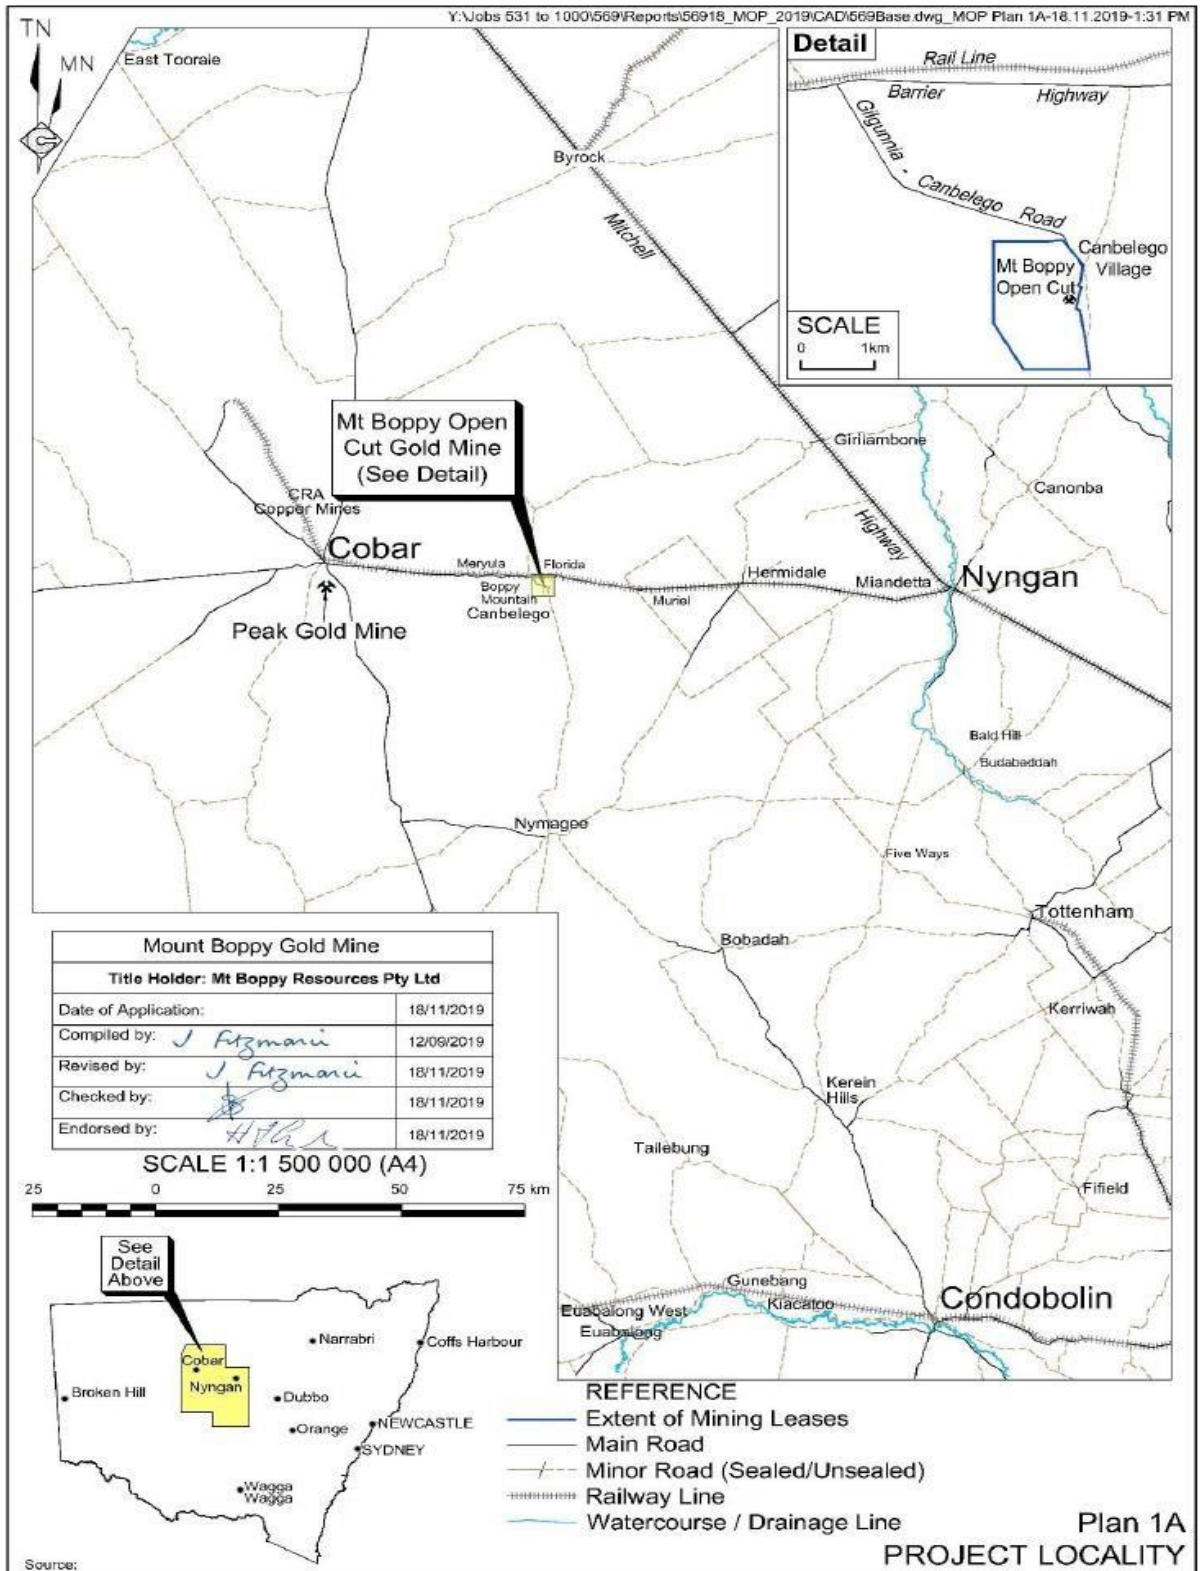 Y:\Jobs 531 to 1000\569\Reports\56918_MOP_2019\CAD\569Base.dwg_MOP Plan 1A-18.11.2019-1:31 PM
TN
MN
East Tooraie
Byrock
Mitchell
Detail
Rail Line
Barrier Highway
Gilgunnia - Canbelego Road
Canbelego
Village
Mt Boppy
Open Cut
SCALE
0 1km
Mt Boppy Open
Cut Gold Mine
(See Detail)
Girilambone
Canonba
CRA
Copper Mines
Cobar
Highway
Meryula
Florida
Hermidale
Miandetta
Nyngan
Boppy
Mountain
Canbelego
Muriel
Peak Gold Mine
Bald Hill
Budabeddah
Nymagee
Five Ways
Tottenham
Bobadah
Kerriwah
Kerein
Hills
Tailebung
Fifield
Gunebang
Euabalong West
Kiacatoo
Condobolin
Euabalong
Mount Boppy Gold Mine
Title Holder: Mt Boppy Resources Pty Ltd
Date of Application: 18/11/2019
Compiled by: J Fitzmaric 12/09/2019
Revised by: J Fitzmaric 18/11/2019
Checked by: 18/11/2019
Endorsed by: 18/11/2019
SCALE 1:1 500 000 (A4)
25 0 25 50 75 km
See
Detail
Above
Cobar
Nyngan
Narrabri
Coffs Harbour
Broken Hill
Dubbo
Orange
NEWCASTLE
SYDNEY
Wagga
Wagga
REFERENCE
Extent of Mining Leases
Main Road
Minor Road (Sealed/Unsealed)
Railway Line
Watercourse / Drainage Line
Plan 1A
PROJECT LOCALITY
Source: